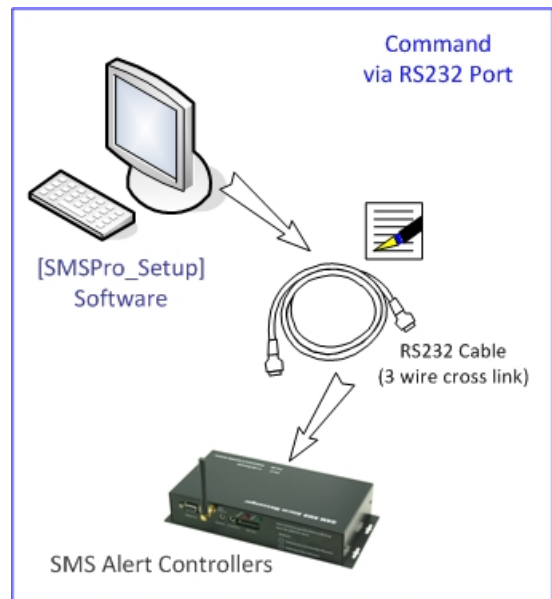 Command
via RS232 Port
[SMSPro_Setup]
Software
RS232 Cable
(3 wire cross link)
SMS Alert Controllers